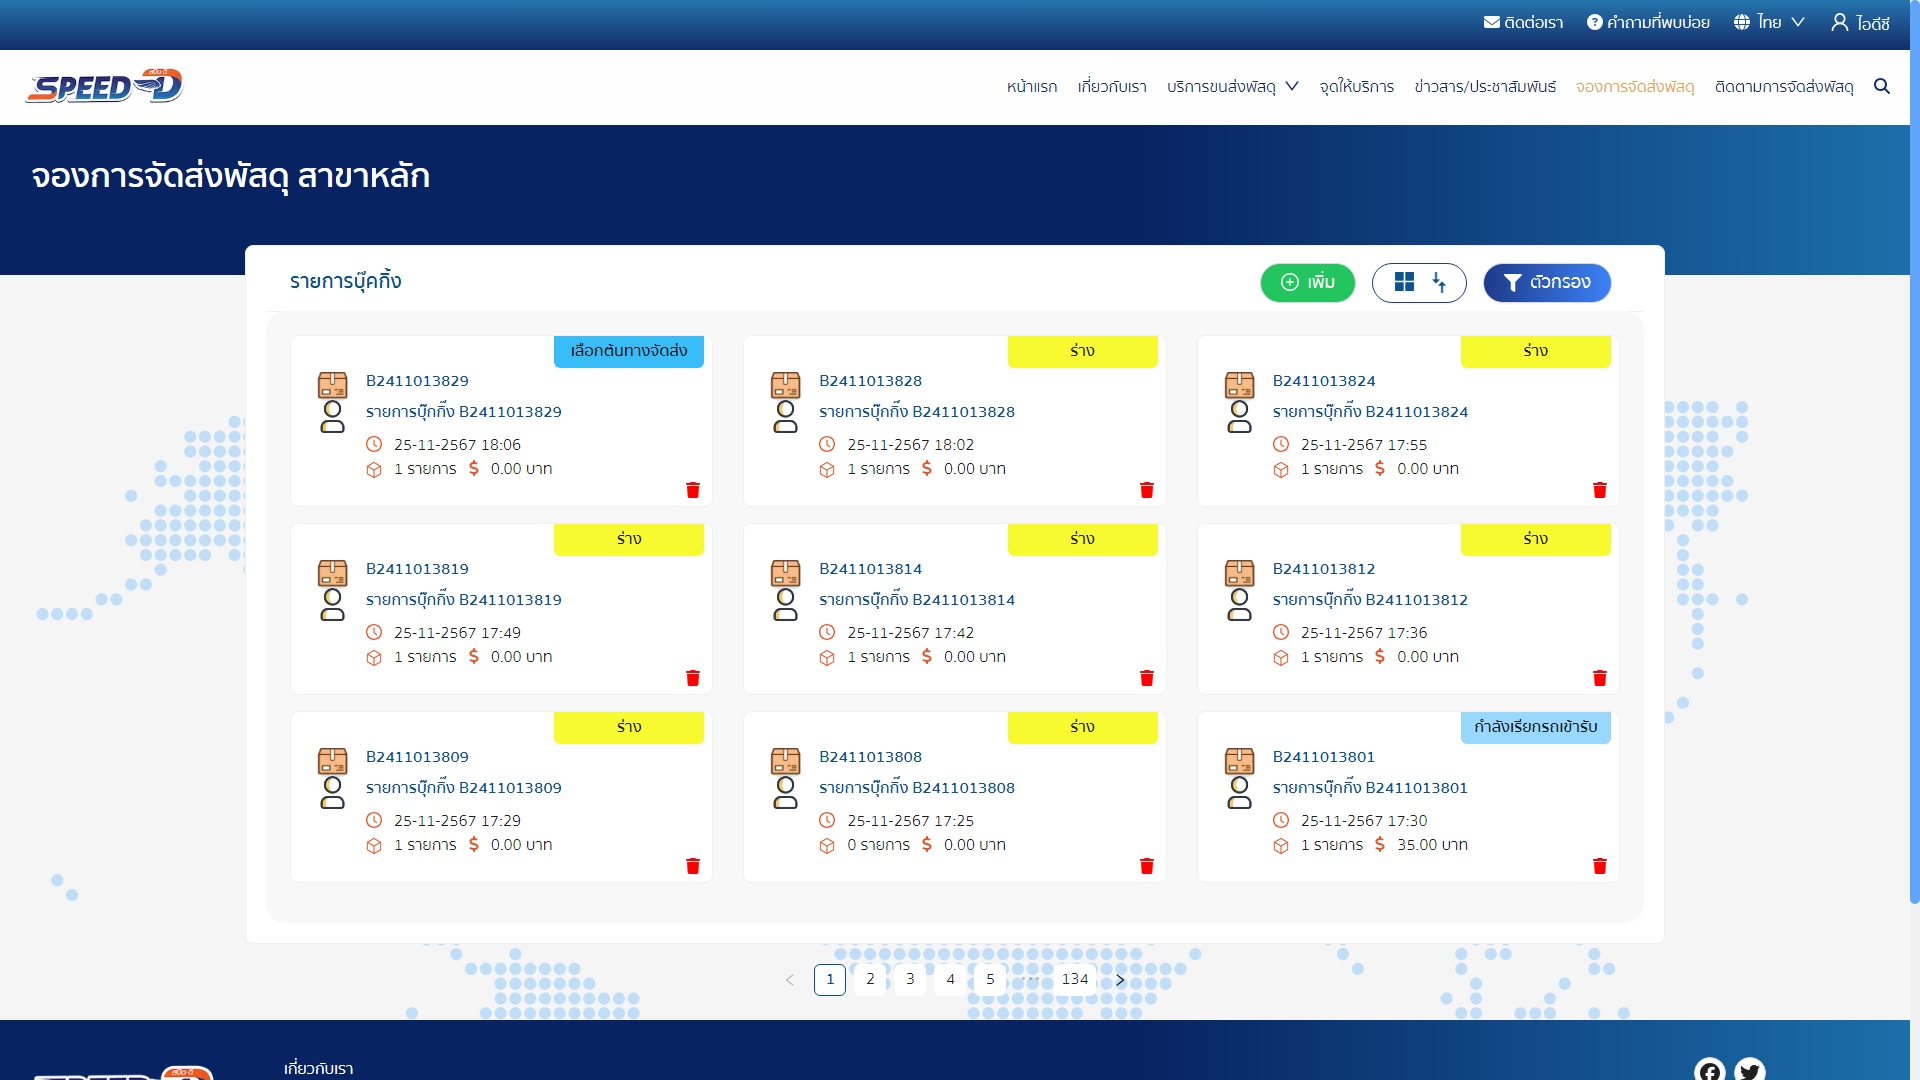 ติดต่อเรา คำถามที่พบบ่อย ไทย ไอดีซี
SPEED-D สปีด-ดี
หน้าแรก เกี่ยวกับเรา บริการขนส่งพัสดุ จุดให้บริการ ข่าวสาร/ประชาสัมพันธ์ จองการจัดส่งพัสดุ ติดตามการจัดส่งพัสดุ
จองการจัดส่งพัสดุ สาขาหลัก
รายการบุ๊คกิ้ง เพิ่ม ตัวกรอง
เลือกต้นทางจัดส่ง
B2411013829
รายการบุ๊กกิ๊ง B2411013829
25-11-2567 18:06
1 รายการ $ 0.00 บาท
ร่าง
B2411013828
รายการบุ๊กกิ๊ง B2411013828
25-11-2567 18:02
1 รายการ $ 0.00 บาท
ร่าง
B2411013824
รายการบุ๊กกิ๊ง B2411013824
25-11-2567 17:55
1 รายการ $ 0.00 บาท
ร่าง
B2411013819
รายการบุ๊กกิ๊ง B2411013819
25-11-2567 17:49
1 รายการ $ 0.00 บาท
ร่าง
B2411013814
รายการบุ๊กกิ๊ง B2411013814
25-11-2567 17:42
1 รายการ $ 0.00 บาท
ร่าง
B2411013812
รายการบุ๊กกิ๊ง B2411013812
25-11-2567 17:36
1 รายการ $ 0.00 บาท
ร่าง
B2411013809
รายการบุ๊กกิ๊ง B2411013809
25-11-2567 17:29
1 รายการ $ 0.00 บาท
ร่าง
B2411013808
รายการบุ๊กกิ๊ง B2411013808
25-11-2567 17:25
0 รายการ $ 0.00 บาท
กำลังเรียกรถเข้ารับ
B2411013801
รายการบุ๊กกิ๊ง B2411013801
25-11-2567 17:30
1 รายการ $ 35.00 บาท
< 1 2 3 4 5 ··· 134 >
เกี่ยวกับเรา